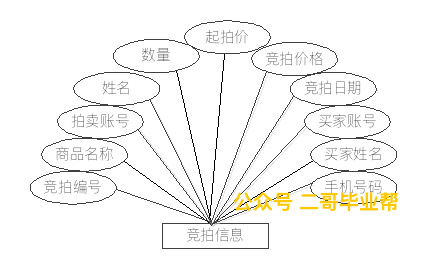 起拍价
数量
竞拍价格
姓名
竞拍日期
拍卖账号
买家账号
商品名称
买家姓名
竞拍编号
手机号码
公众号 二哥毕业帮
竞拍信息